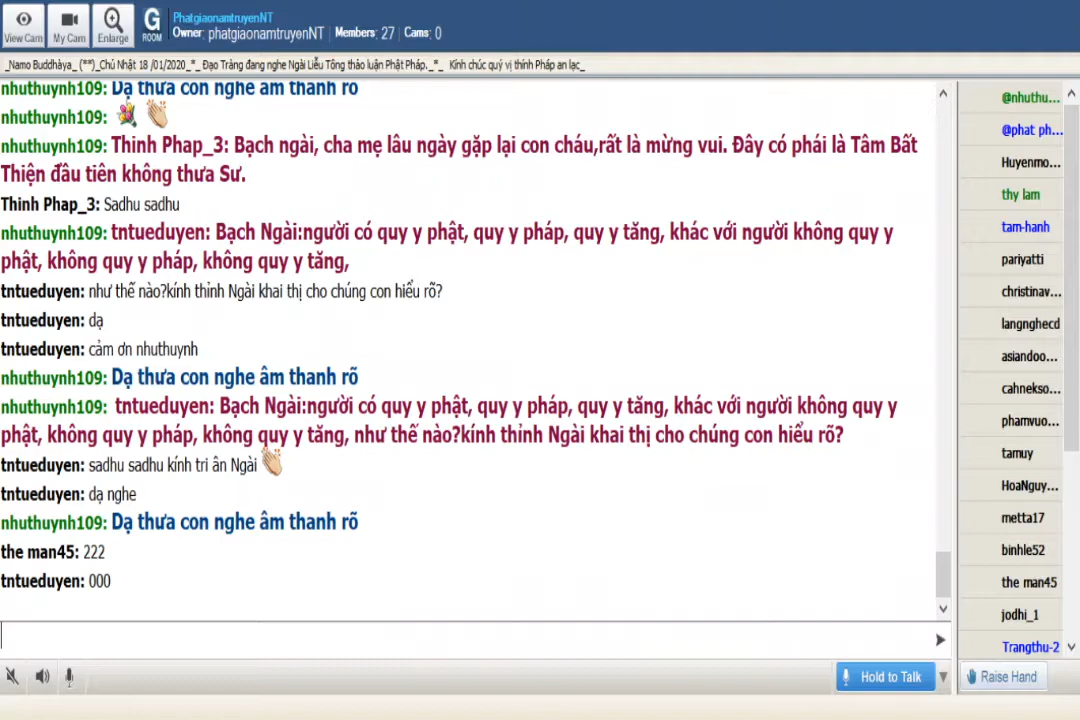 PhatgiaonamtruyenNT
Owner: phatgiaonamtruyenNT | Members: 27 | Cams: 0
View Cam
My Cam
Enlarge
G
ROOM
_Namo Buddhàya_ (**)_Chủ Nhật 18 /01/2020_*_ Đạo Tràng đang nghe Ngài Liễu Tông thảo luận Phật Pháp._*_ Kính chúc quý vị thính Pháp an lạc_
nhuthuynh109: Dạ thưa con nghe âm thanh rõ
nhuthuynh109:
nhuthuynh109: Thinh Phap_3: Bạch ngài, cha mẹ lâu ngày gặp lại con cháu,rất là mừng vui. Đây có phái là Tâm Bất
Thiện đầu tiên không thưa Sư.
Thinh Phap_3: Sadhu sadhu
nhuthuynh109: tntueduyen: Bạch Ngài:người có quy y phật, quy y pháp, quy y tăng, khác với người không quy y
phật, không quy y pháp, không quy y tăng,
tntueduyen: như thế nào?kính thỉnh Ngài khai thị cho chúng con hiểu rõ?
tntueduyen: dạ
tntueduyen: cảm ơn nhuthuynh
nhuthuynh109: Dạ thưa con nghe âm thanh rõ
nhuthuynh109: tntueduyen: Bạch Ngài:người có quy y phật, quy y pháp, quy y tăng, khác với người không quy y
phật, không quy y pháp, không quy y tăng, như thế nào?kính thỉnh Ngài khai thị cho chúng con hiểu rõ?
tntueduyen: sadhu sadhu kính tri ân Ngài
tntueduyen: dạ nghe
nhuthuynh109: Dạ thưa con nghe âm thanh rõ
the man45: 222
tntueduyen: 000
@nhuthu...
@phat ph...
Huyenmo...
thy lam
tam-hanh
pariyatti
christinav...
langnghecd
asiandoo...
cahnekso...
phamvuo...
tamuy
HoaNguy...
metta17
binhle52
the man45
jodhi_1
Trangthu-2
Hold to Talk
Raise Hand